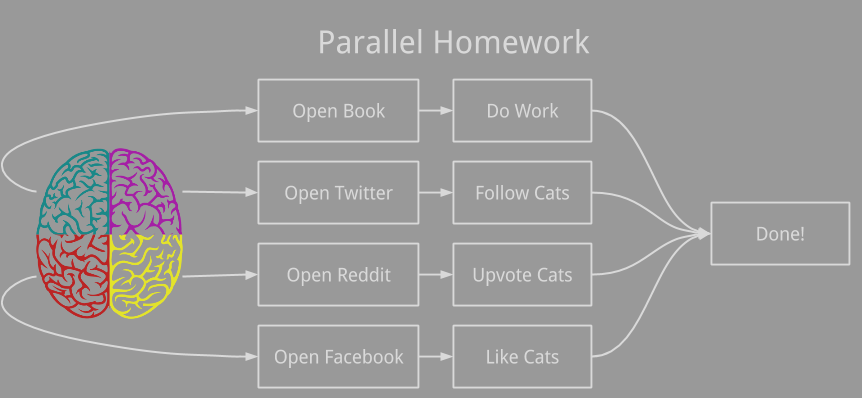 Parallel Homework
Open Book
Do Work
Open Twitter
Follow Cats
Open Reddit
Upvote Cats
Open Facebook
Like Cats
Done!